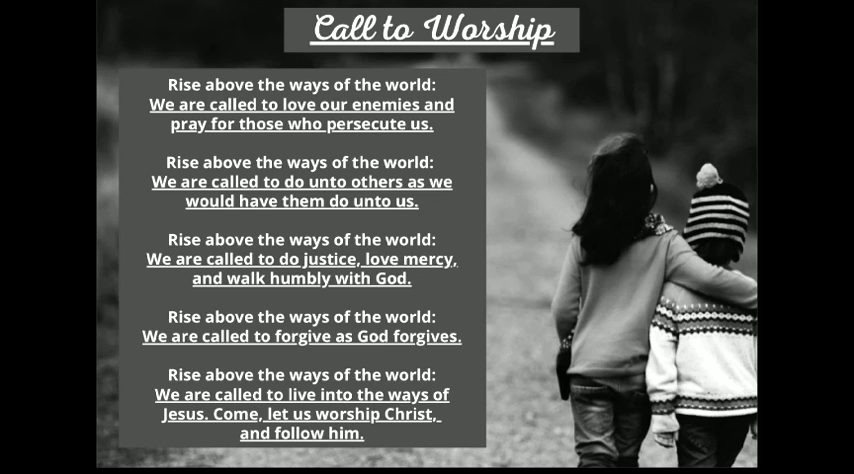 Call to Worship
Rise above the ways of the world:
We are called to love our enemies and
pray for those who persecute us.
Rise above the ways of the world:
We are called to do unto others as we
would have them do unto us.
Rise above the ways of the world:
We are called to do justice, love mercy,
and walk humbly with God.
Rise above the ways of the world:
We are called to forgive as God forgives.
Rise above the ways of the world:
We are called to live into the ways of
Jesus. Come, let us worship Christ,
and follow him.